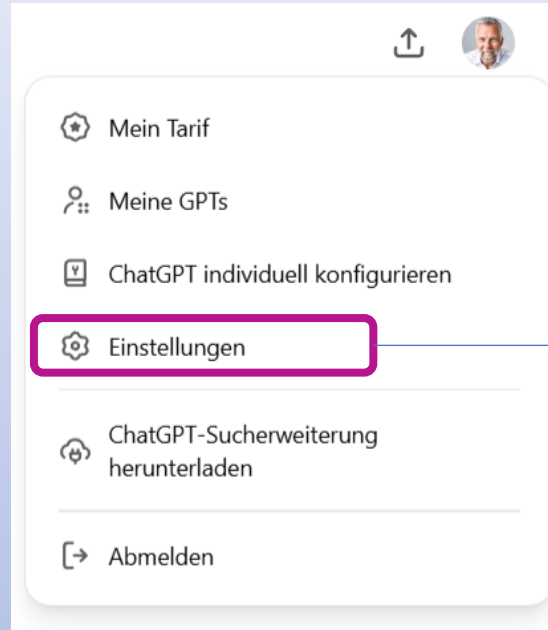 Mein Tarif
Meine GPTs
ChatGPT individuell konfigurieren
Einstellungen
ChatGPT-Sucherweiterung
herunterladen
Abmelden